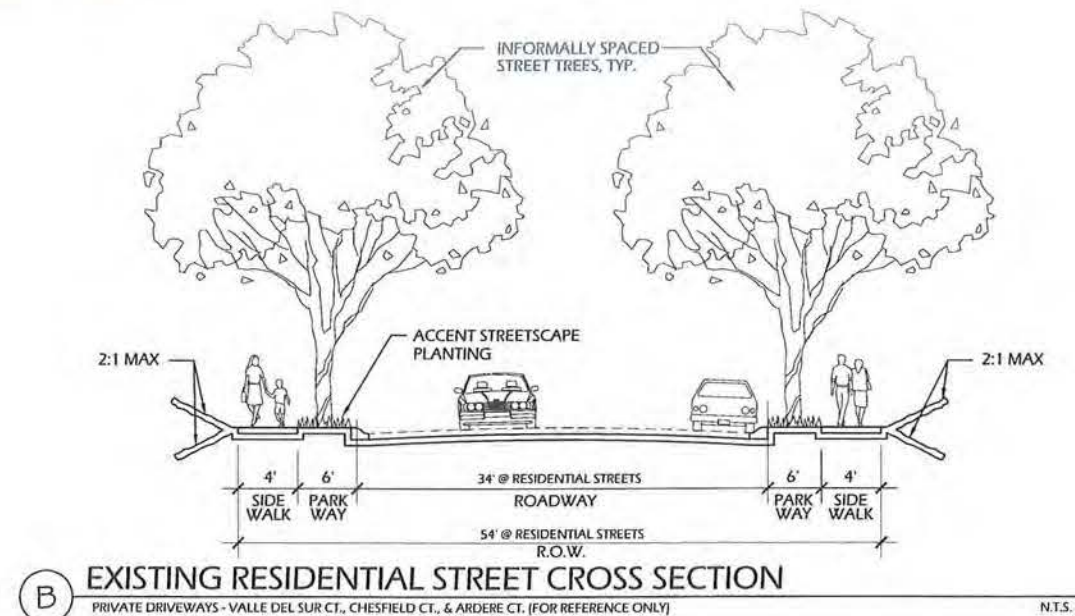 INFORMALLY SPACED
STREET TREES, TYP.
ACCENT STREETSCAPE
PLANTING
2:1 MAX
2:1 MAX
4' 6' 34' @ RESIDENTIAL STREETS 6' 4'
SIDE PARK ROADWAY PARK SIDE
WALK WAY WAY WALK
54' @ RESIDENTIAL STREETS
R.O.W.
B EXISTING RESIDENTIAL STREET CROSS SECTION
PRIVATE DRIVEWAYS - VALLE DEL SUR CT., CHESFIELD CT., & ARDERE CT. (FOR REFERENCE ONLY) N.T.S.